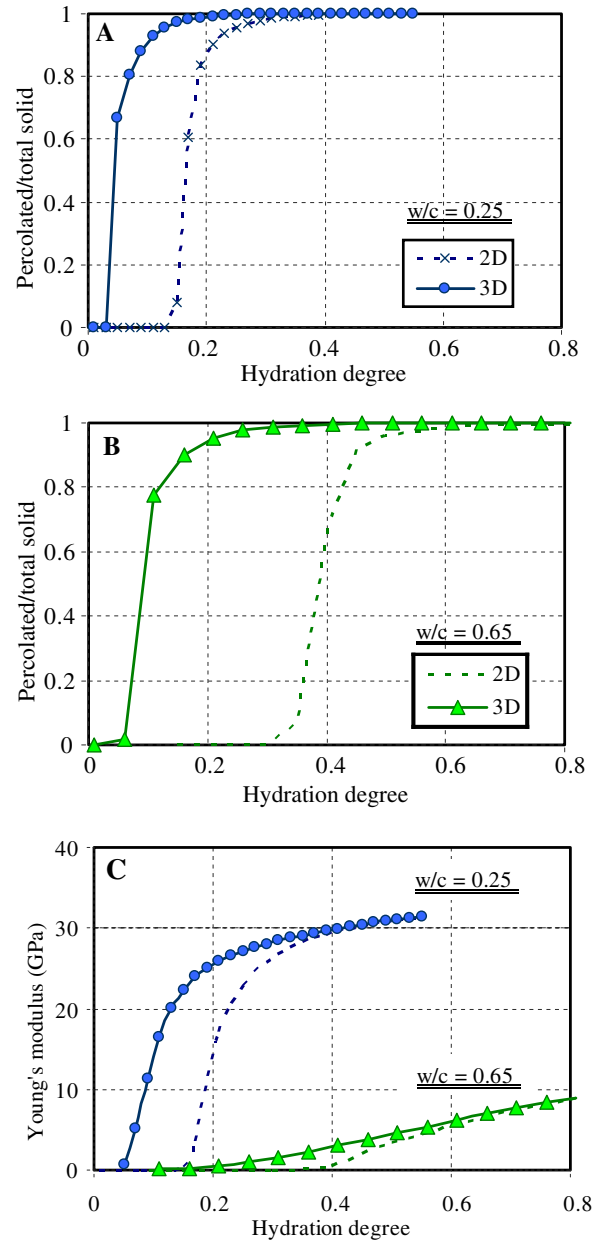 A
1
0.8
0.6
0.4
0.2
0
Percolated/total solid
w/c = 0.25
2D
3D
0
0.2
0.4
0.6
0.8
Hydration degree
B
1
0.8
0.6
0.4
0.2
0
Percolated/total solid
w/c = 0.65
2D
3D
0
0.2
0.4
0.6
0.8
Hydration degree
C
40
30
20
10
0
Young's modulus (GPa)
w/c = 0.25
w/c = 0.65
0
0.2
0.4
0.6
0.8
Hydration degree